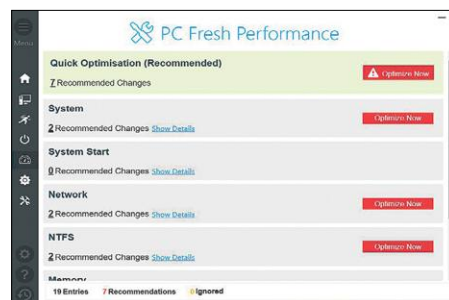 Menu
PC Fresh Performance
Quick Optimisation (Recommended)
7 Recommended Changes
Optimize Now
System
2 Recommended Changes Show Details
Optimize Now
System Start
0 Recommended Changes Show Details
Network
2 Recommended Changes Show Details
Optimize Now
NTFS
2 Recommended Changes Show Details
Optimize Now
Memory
19 Entries 7 Recommendations 0 Ignored